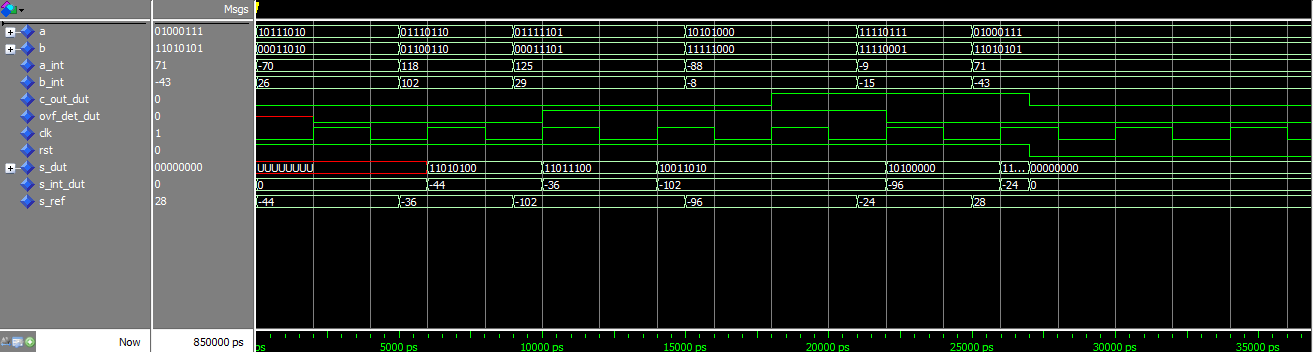 Msgs
a 01000111 10111010 01110110 01111101 10101000 11110111 01000111
b 11010101 00011010 01100110 00011101 11111000 11110001 11010101
a_int 71 -70 118 125 -88 -9 71
b_int -43 26 102 29 -8 -15 -43
c_out_dut 0
ovf_det_dut 0
clk 1
rst 0
s_dut 00000000 UUUUUUUU 11010100 11011100 10011010 10100000 11... 00000000
s_int_dut 0 0 -44 -36 -102 -96 -24 0
s_ref 28 -44 -36 -102 -96 -24 28
Now 850000 ps ps 5000 ps 10000 ps 15000 ps 20000 ps 25000 ps 30000 ps 35000 ps